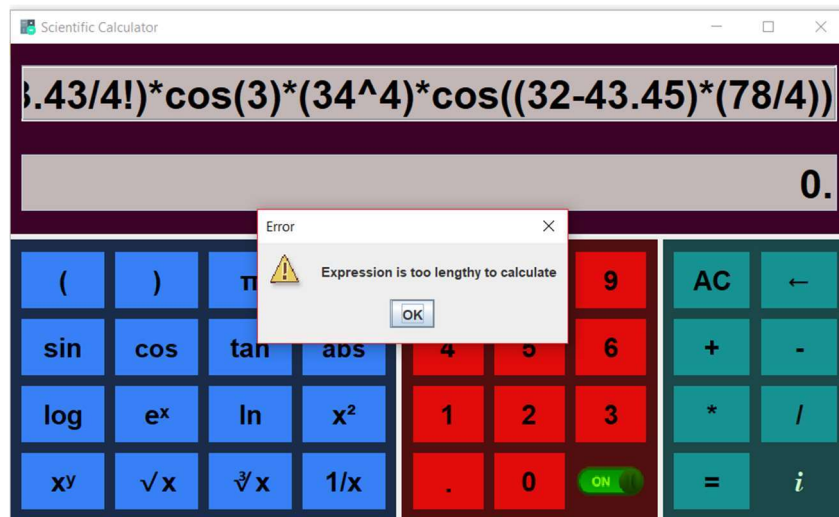 Scientific Calculator
3.43/4!)*cos(3)*(34^4)*cos((32-43.45)*(78/4))
0.
Error
Expression is too lengthy to calculate
OK
( ) π 9 AC ←
sin cos tan abs 4 5 6 + -
log eˣ ln x² 1 2 3 * /
xʸ √x ∛x 1/x . 0 ON = i